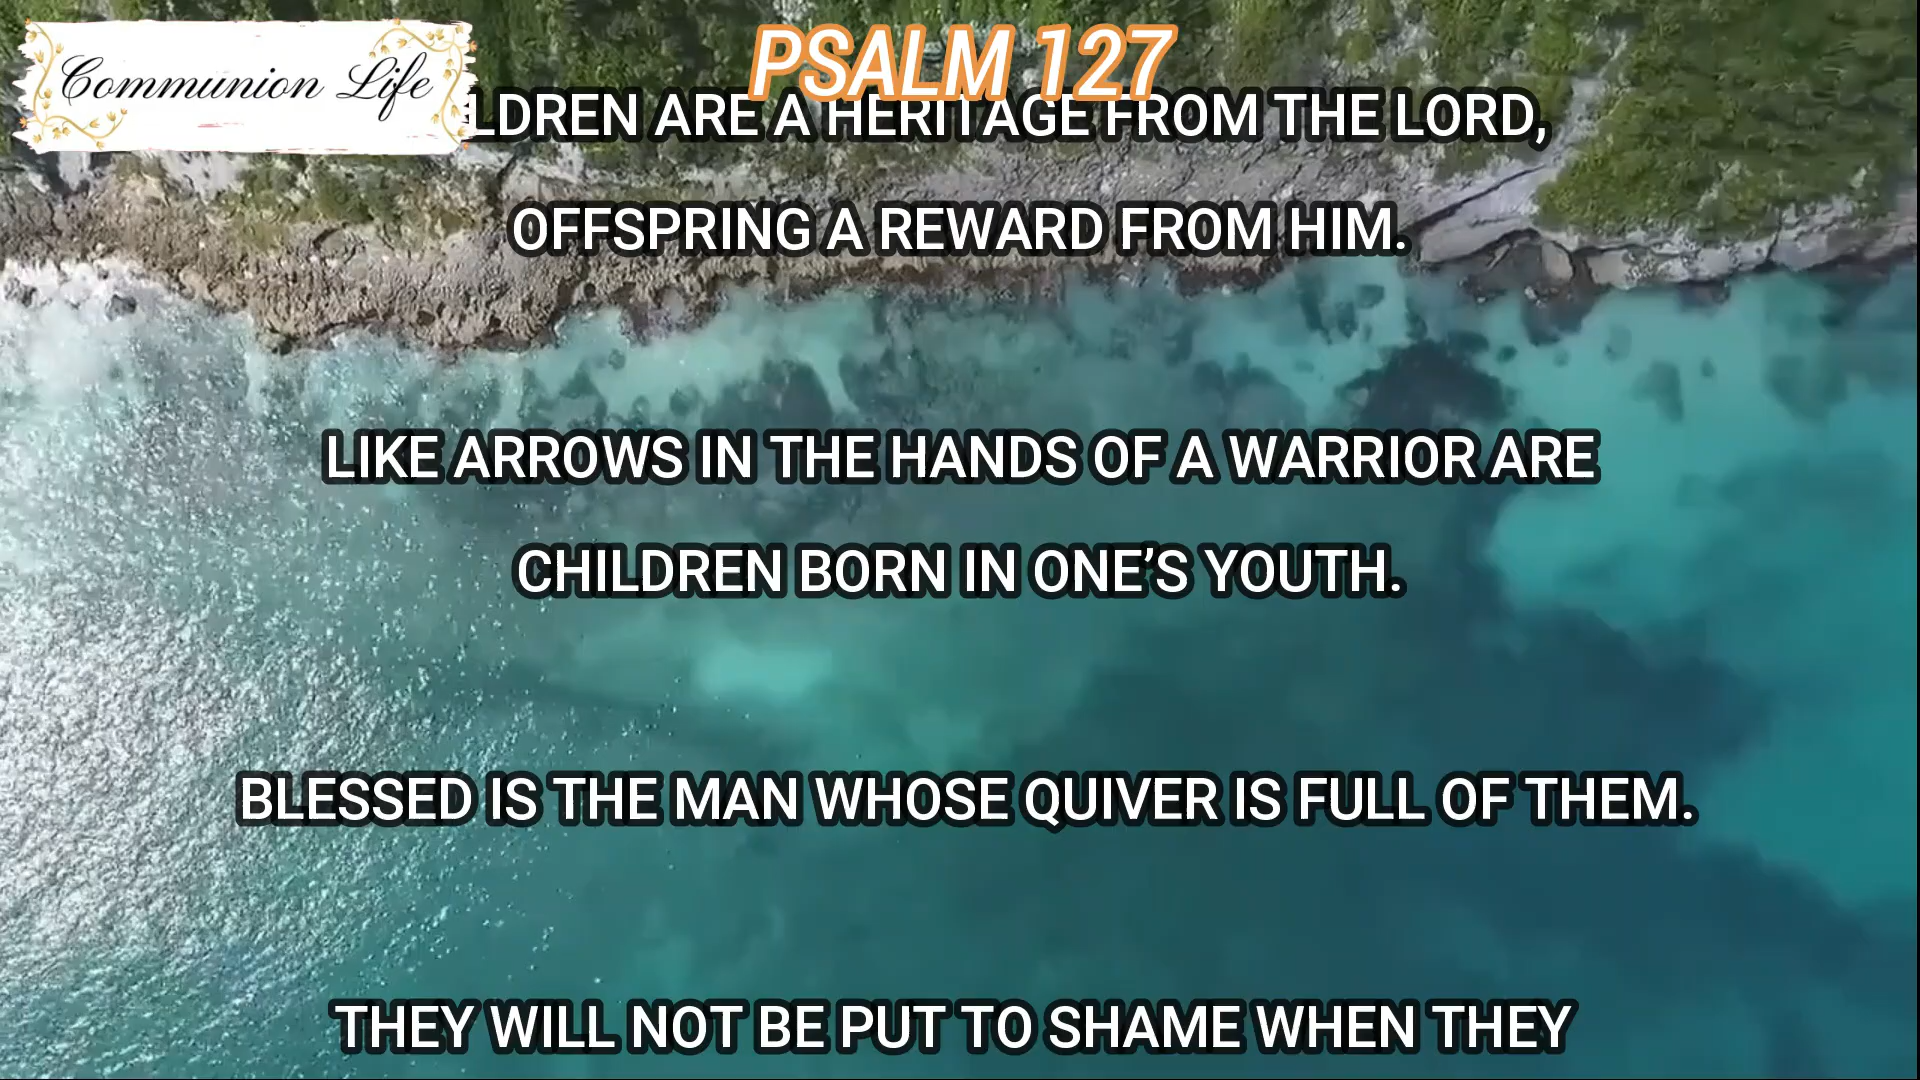 Communion Life
PSALM 127
LDREN ARE A HERITAGE FROM THE LORD,
OFFSPRING A REWARD FROM HIM.
LIKE ARROWS IN THE HANDS OF A WARRIOR ARE
CHILDREN BORN IN ONE’S YOUTH.
BLESSED IS THE MAN WHOSE QUIVER IS FULL OF THEM.
THEY WILL NOT BE PUT TO SHAME WHEN THEY